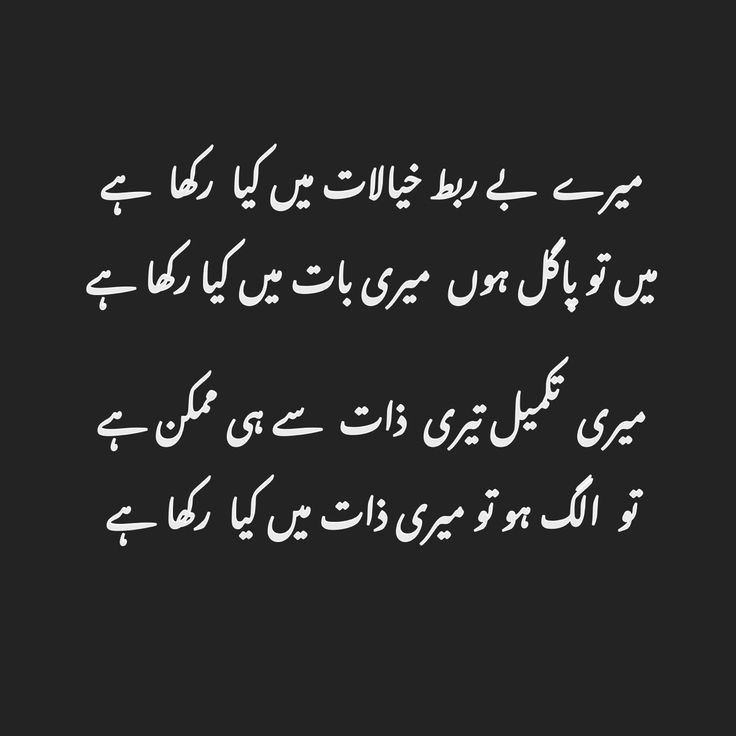 میرے بے ربط خیالات میں کیا رکھا ہے
میں تو پاگل ہوں میری بات میں کیا رکھا ہے
میری تکمیل تیری ذات سے ہی ممکن ہے
تو الگ ہو تو میری ذات میں کیا رکھا ہے